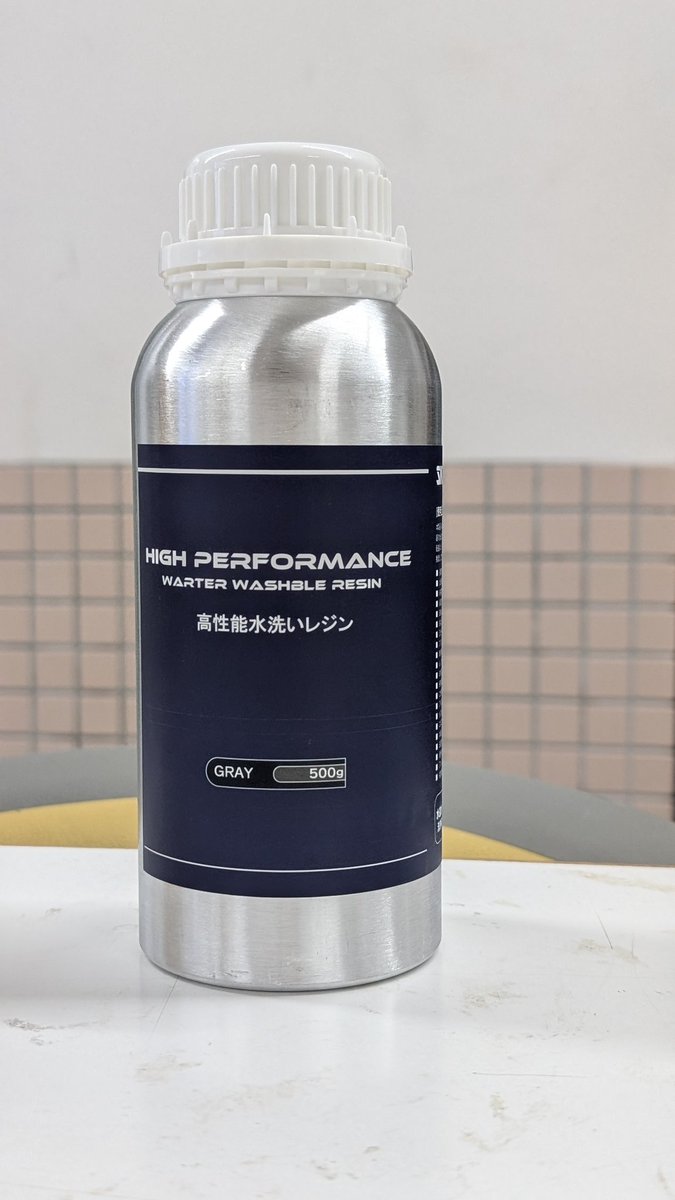 HIGH PERFORMANCE
WARTER WASHBLE RESIN
高性能水洗いレジン
GRAY
500g